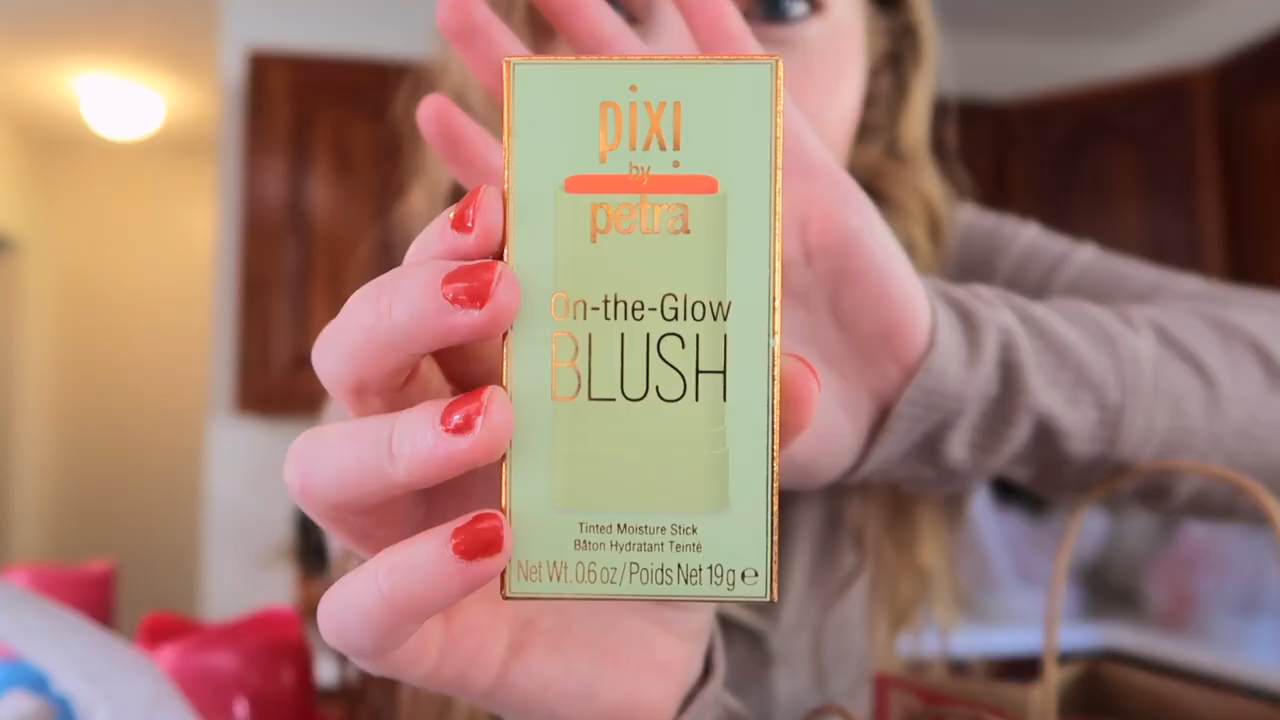 pixi
by
petra
On-the-Glow
BLUSH
Tinted Moisture Stick
Bâton Hydratant Teinté
Net Wt. 0.6 oz/Poids Net 19g ℮